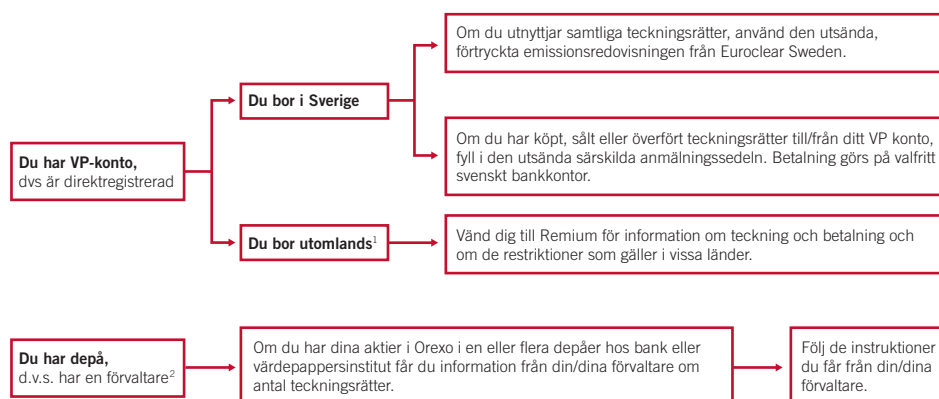 Om du utnyttjar samtliga teckningsrätter, använd den utsända,
förtryckta emissionsredovisningen från Euroclear Sweden.
Du bor i Sverige
Om du har köpt, sålt eller överfört teckningsrätter till/från ditt VP konto,
fyll i den utsända särskilda anmälningssedeln. Betalning görs på valfritt
svenskt bankkontor.
Du har VP-konto,
dvs är direktregistrerad
Du bor utomlands¹
Vänd dig till Remium för information om teckning och betalning och
om de restriktioner som gäller i vissa länder.
Du har depå,
d.v.s. har en förvaltare²
Om du har dina aktier i Orexo i en eller flera depåer hos bank eller
värdepappersinstitut får du information från din/dina förvaltare om
antal teckningsrätter.
Följ de instruktioner
du får från din/dina
förvaltare.